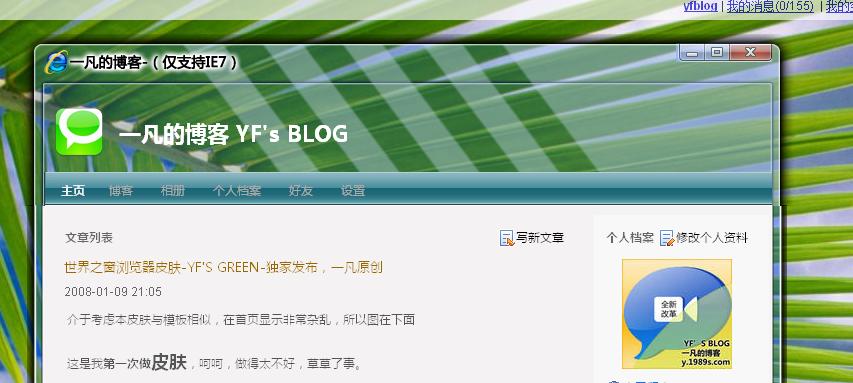 yfblog | 我的消息(0/155) | 我的
一凡的博客-（仅支持IE7）
一凡的博客 YF's BLOG
主页 博客 相册 个人档案 好友 设置
文章列表 写新文章
个人档案 修改个人资料
世界之窗浏览器皮肤-YF'S GREEN-独家发布，一凡原创
2008-01-09 21:05
介于考虑本皮肤与模板相似，在首页显示非常杂乱，所以图在下面
这是我第一次做皮肤，呵呵，做得太不好，草草了事。
全新
改革
YF'S BLOG
一凡的博客
y.1989s.com